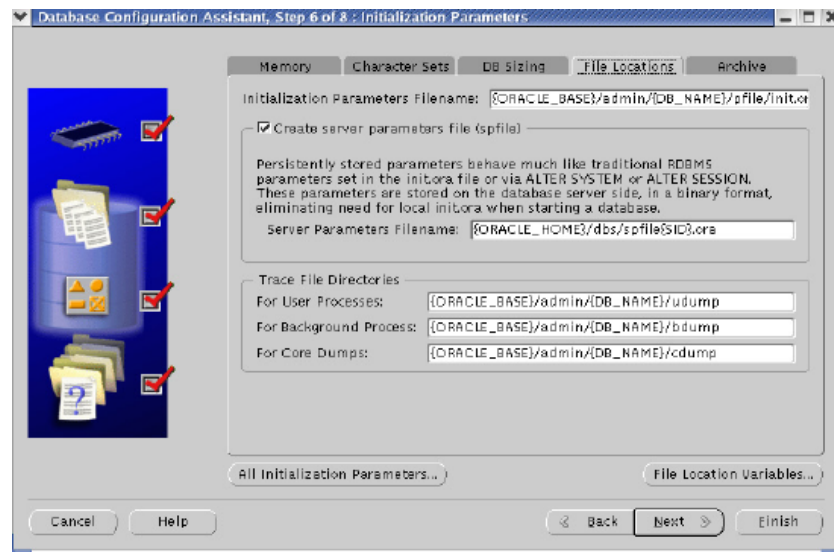 Database Configuration Assistant, Step 6 of 8 : Initialization Parameters
Memory Character Sets DB Sizing File Locations Archive
Initialization Parameters Filename: {ORACLE_BASE}/admin/{DB_NAME}/pfile/init.or
Create server parameters file (spfile)
Persistently stored parameters behave much like traditional RDBMS
parameters set in the init.ora file or via ALTER SYSTEM or ALTER SESSION.
These parameters are stored on the database server side, in a binary format,
eliminating need for local init.ora when starting a database.
Server Parameters Filename: {ORACLE_HOME}/dbs/spfile{SID}.ora
Trace File Directories
For User Processes: {ORACLE_BASE}/admin/{DB_NAME}/udump
For Background Process: {ORACLE_BASE}/admin/{DB_NAME}/bdump
For Core Dumps: {ORACLE_BASE}/admin/{DB_NAME}/cdump
?
All Initialization Parameters... File Location Variables...
Cancel Help Back Next Finish